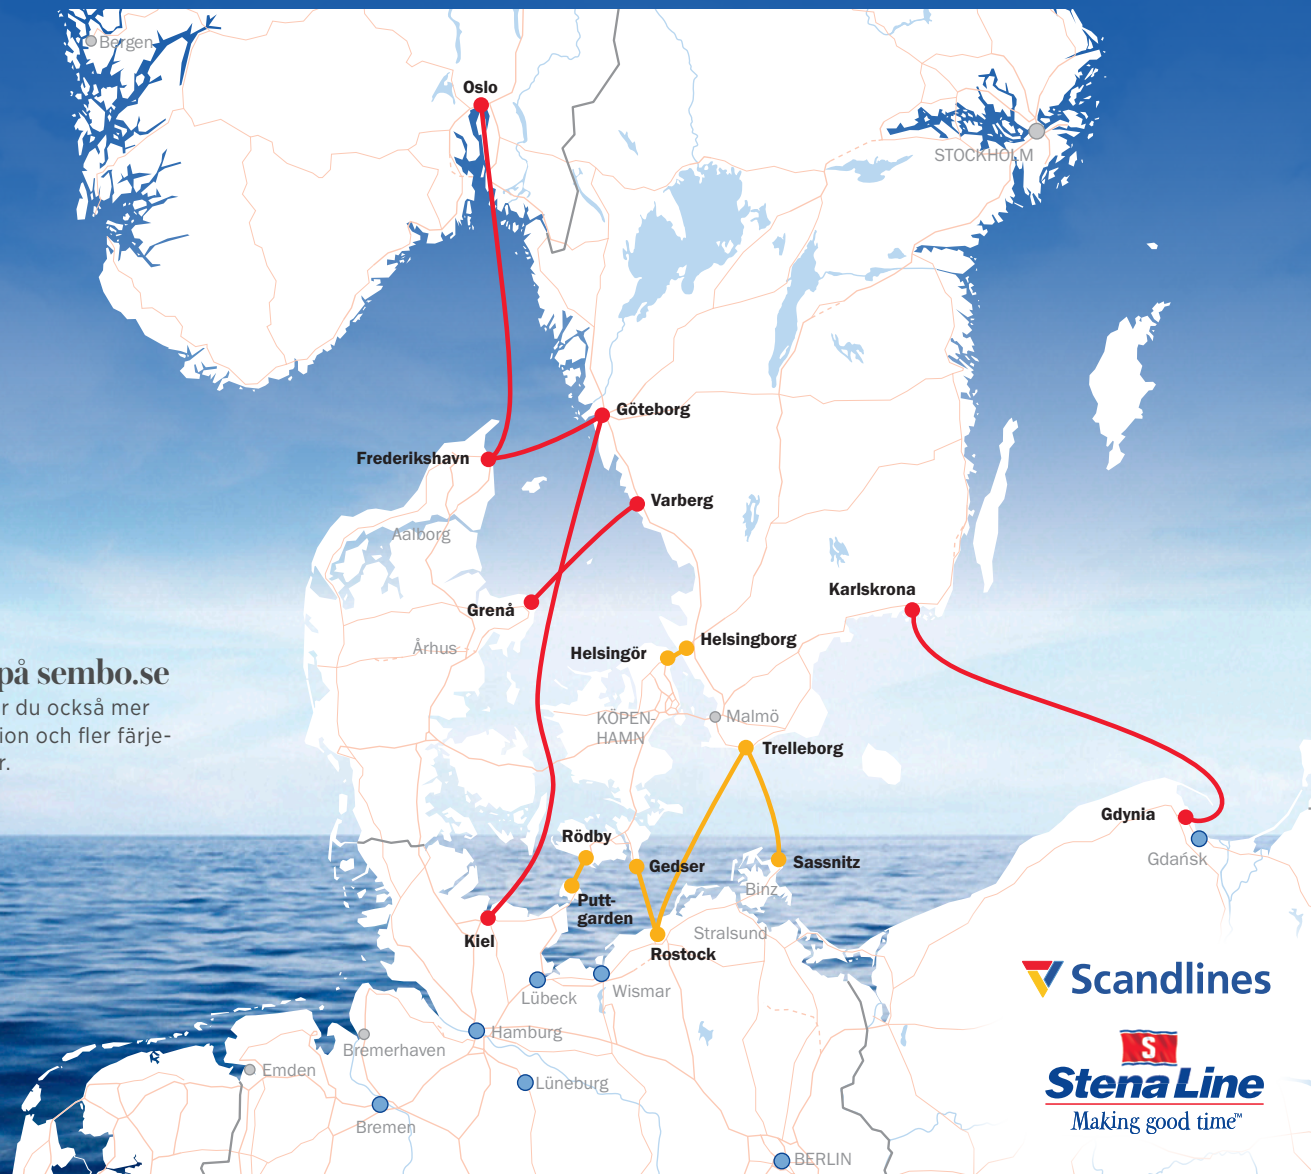 Bergen
Oslo
STOCKHOLM
Göteborg
Frederikshavn
Varberg
Aalborg
Karlskrona
Grenå
Helsingborg
Århus
Helsingör
på sembo.se
r du också mer
ion och fler färje-
r.
KÖPEN-
HAMN
Malmö
Trelleborg
Gdynia
Rödby
Gdańsk
Gedser
Sassnitz
Binz
Putt-
garden
Stralsund
Kiel
Rostock
Scandlines
Lübeck
Wismar
Hamburg
Bremerhaven
S
Emden
Lüneburg
Stena Line
Making good time™
Bremen
BERLIN